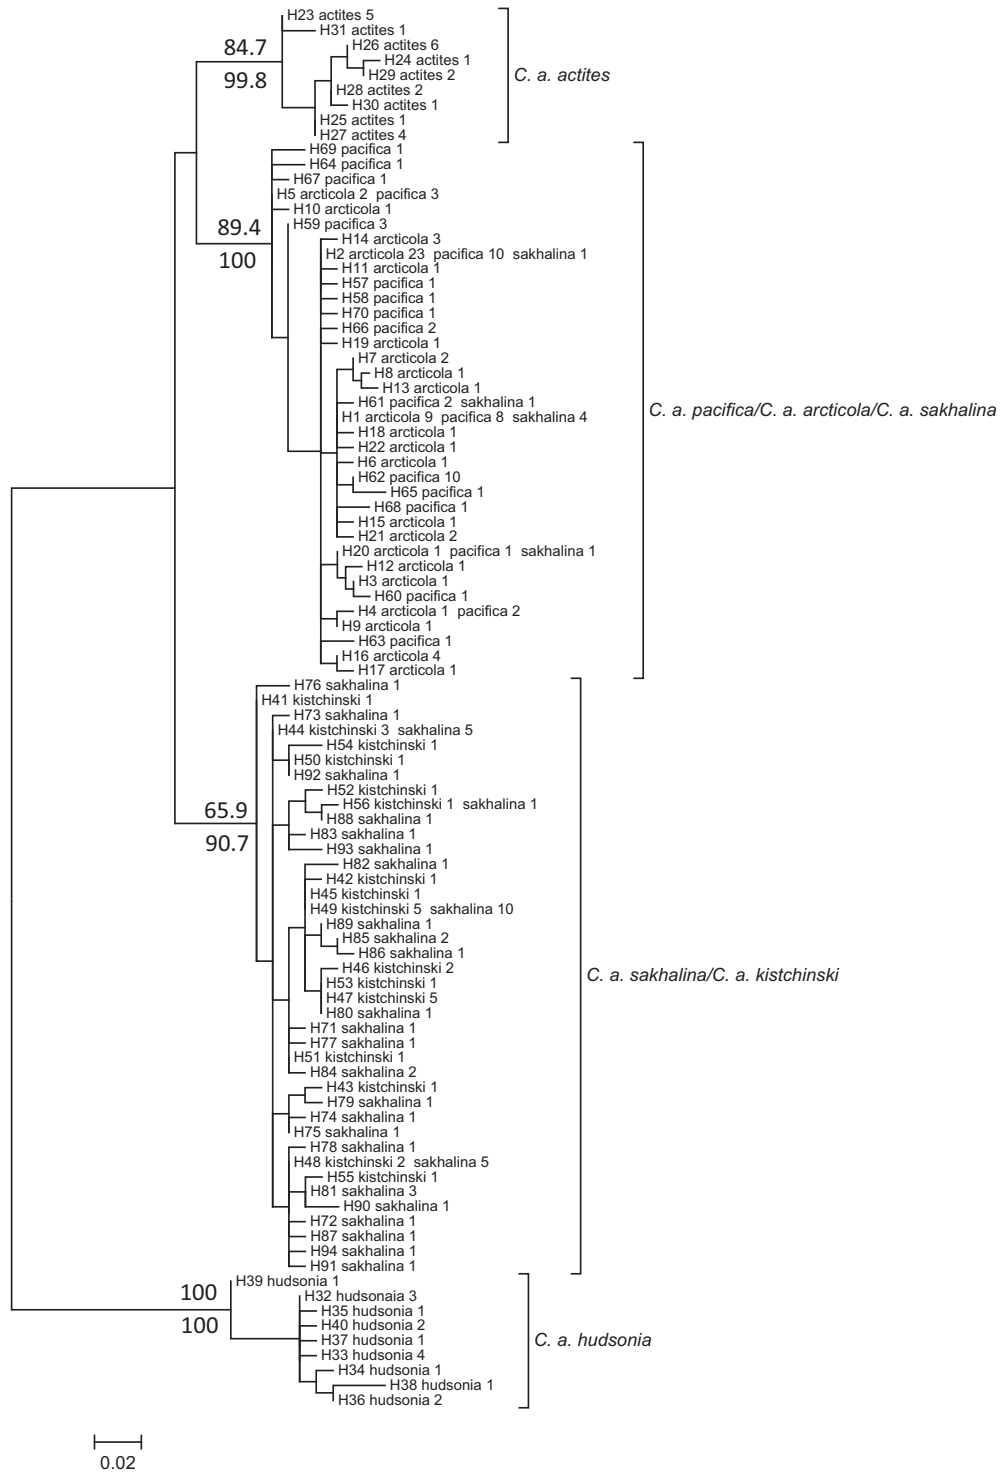 H23 actites 5
H31 actites 1
H26 actites 6
H24 actites 1
H29 actites 2
H28 actites 2
H30 actites 1
H25 actites 1
H27 actites 4
84.7
99.8
C. a. actites
H69 pacifica 1
H64 pacifica 1
H67 pacifica 1
H5 arcticola 2 pacifica 3
H10 arcticola 1
H59 pacifica 3
H14 arcticola 3
H2 arcticola 23 pacifica 10 sakhalina 1
H11 arcticola 1
H57 pacifica 1
H58 pacifica 1
H70 pacifica 1
H66 pacifica 2
H19 arcticola 1
H7 arcticola 2
H8 arcticola 1
H13 arcticola 1
H61 pacifica 2 sakhalina 1
H1 arcticola 9 pacifica 8 sakhalina 4
H18 arcticola 1
H22 arcticola 1
H6 arcticola 1
H62 pacifica 10
H65 pacifica 1
H68 pacifica 1
H15 arcticola 1
H21 arcticola 2
H20 arcticola 1 pacifica 1 sakhalina 1
H12 arcticola 1
H3 arcticola 1
H60 pacifica 1
H4 arcticola 1 pacifica 2
H9 arcticola 1
H63 pacifica 1
H16 arcticola 4
H17 arcticola 1
89.4
100
C. a. pacifica/C. a. arcticola/C. a. sakhalina
H76 sakhalina 1
H41 kistchinski 1
H73 sakhalina 1
H44 kistchinski 3 sakhalina 5
H54 kistchinski 1
H50 kistchinski 1
H92 sakhalina 1
H52 kistchinski 1
H56 kistchinski 1 sakhalina 1
H88 sakhalina 1
H83 sakhalina 1
H93 sakhalina 1
H82 sakhalina 1
H42 kistchinski 1
H45 kistchinski 1
H49 kistchinski 5 sakhalina 10
H89 sakhalina 1
H85 sakhalina 2
H86 sakhalina 1
H46 kistchinski 2
H53 kistchinski 1
H47 kistchinski 5
H80 sakhalina 1
H71 sakhalina 1
H77 sakhalina 1
H51 kistchinski 1
H84 sakhalina 2
H43 kistchinski 1
H79 sakhalina 1
H74 sakhalina 1
H75 sakhalina 1
H78 sakhalina 1
H48 kistchinski 2 sakhalina 5
H55 kistchinski 1
H81 sakhalina 3
H90 sakhalina 1
H72 sakhalina 1
H87 sakhalina 1
H94 sakhalina 1
H91 sakhalina 1
65.9
90.7
C. a. sakhalina/C. a. kistchinski
H39 hudsonia 1
H32 hudsonaia 3
H35 hudsonia 1
H40 hudsonia 2
H37 hudsonia 1
H33 hudsonia 4
H34 hudsonia 1
H38 hudsonia 1
H36 hudsonia 2
100
100
C. a. hudsonia
0.02